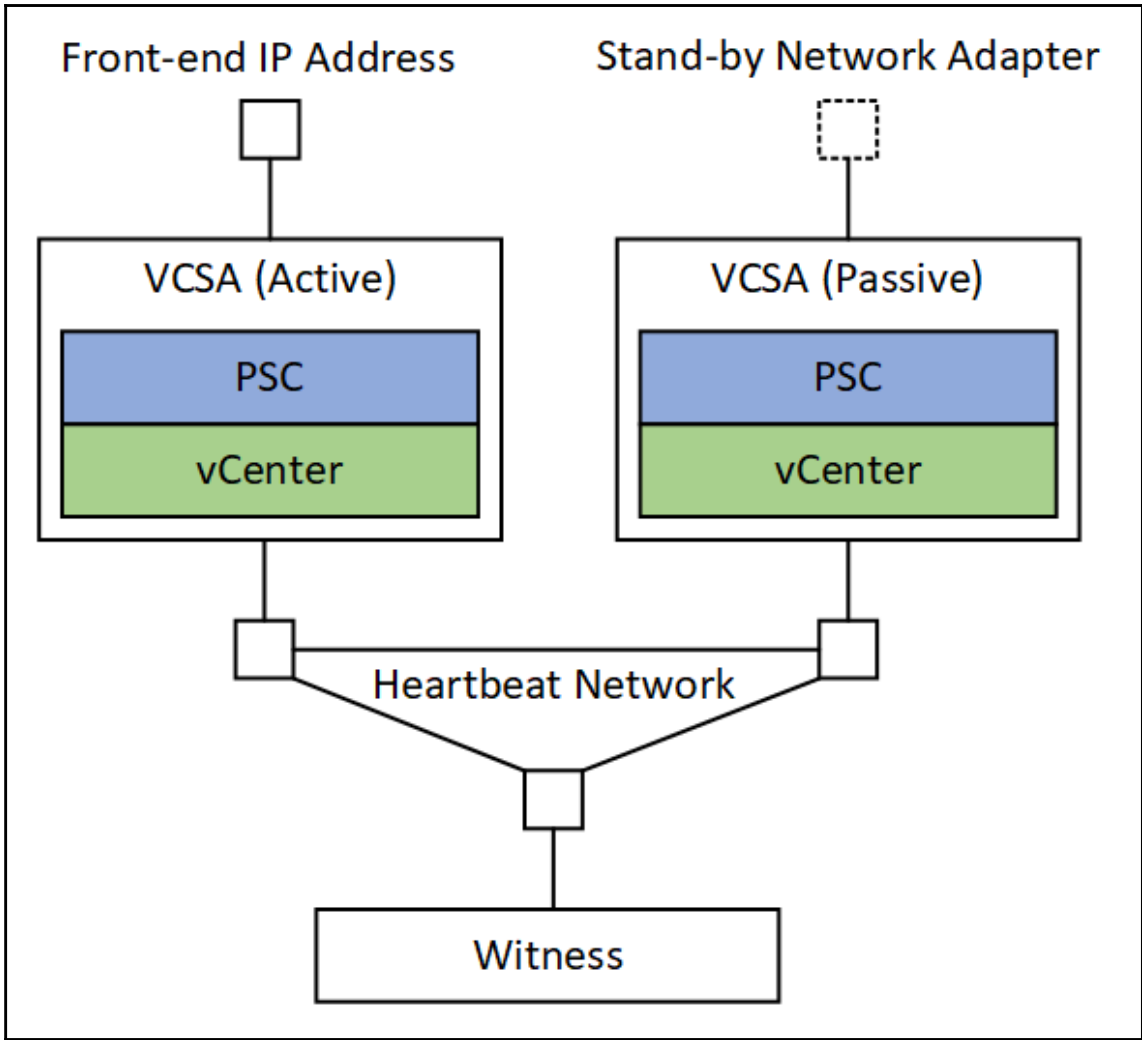 Front-end IP Address
Stand-by Network Adapter
VCSA (Active)
VCSA (Passive)
PSC
PSC
vCenter
vCenter
Heartbeat Network
Witness